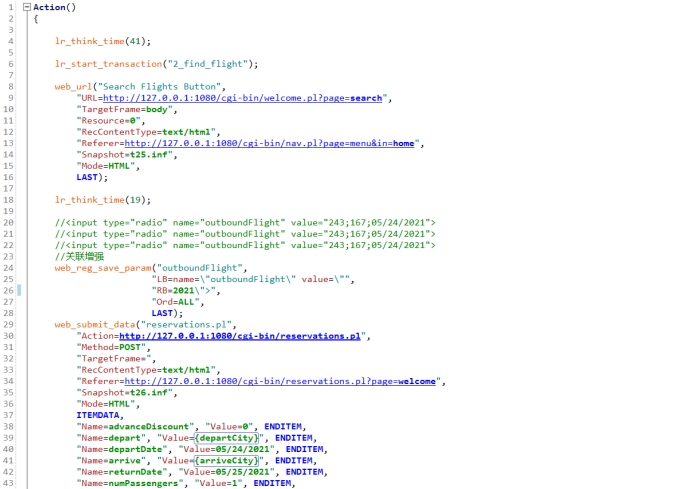 1 Action()
2 {
3
4 lr_think_time(41);
5
6 lr_start_transaction("2_find_flight");
7
8 web_url("Search Flights Button",
9 "URL=http://127.0.0.1:1080/cgi-bin/welcome.pl?page=search",
10 "TargetFrame=body",
11 "Resource=0",
12 "RecContentType=text/html",
13 "Referer=http://127.0.0.1:1080/cgi-bin/nav.pl?page=menu&in=home",
14 "Snapshot=t25.inf",
15 "Mode=HTML",
16 LAST);
17
18 lr_think_time(19);
19
20 //<input type="radio" name="outboundFlight" value="243;167;05/24/2021">
21 //<input type="radio" name="outboundFlight" value="243;167;05/24/2021">
22 //<input type="radio" name="outboundFlight" value="243;167;05/24/2021">
23 //关联增强
24 web_reg_save_param("outboundFlight",
25 "LB=name=\"outboundFlight\" value=\"",
26 "RB=2021\">",
27 "Ord=ALL",
28 LAST);
29 web_submit_data("reservations.pl",
30 "Action=http://127.0.0.1:1080/cgi-bin/reservations.pl",
31 "Method=POST",
32 "TargetFrame=",
33 "RecContentType=text/html",
34 "Referer=http://127.0.0.1:1080/cgi-bin/reservations.pl?page=welcome",
35 "Snapshot=t26.inf",
36 "Mode=HTML",
37 ITEMDATA,
38 "Name=advanceDiscount", "Value=0", ENDITEM,
39 "Name=depart", "Value={departCity}", ENDITEM,
40 "Name=departDate", "Value=05/24/2021", ENDITEM,
41 "Name=arrive", "Value={arriveCity}", ENDITEM,
42 "Name=returnDate", "Value=05/25/2021", ENDITEM,
43 "Name=numPassengers", "Value=1", ENDITEM,